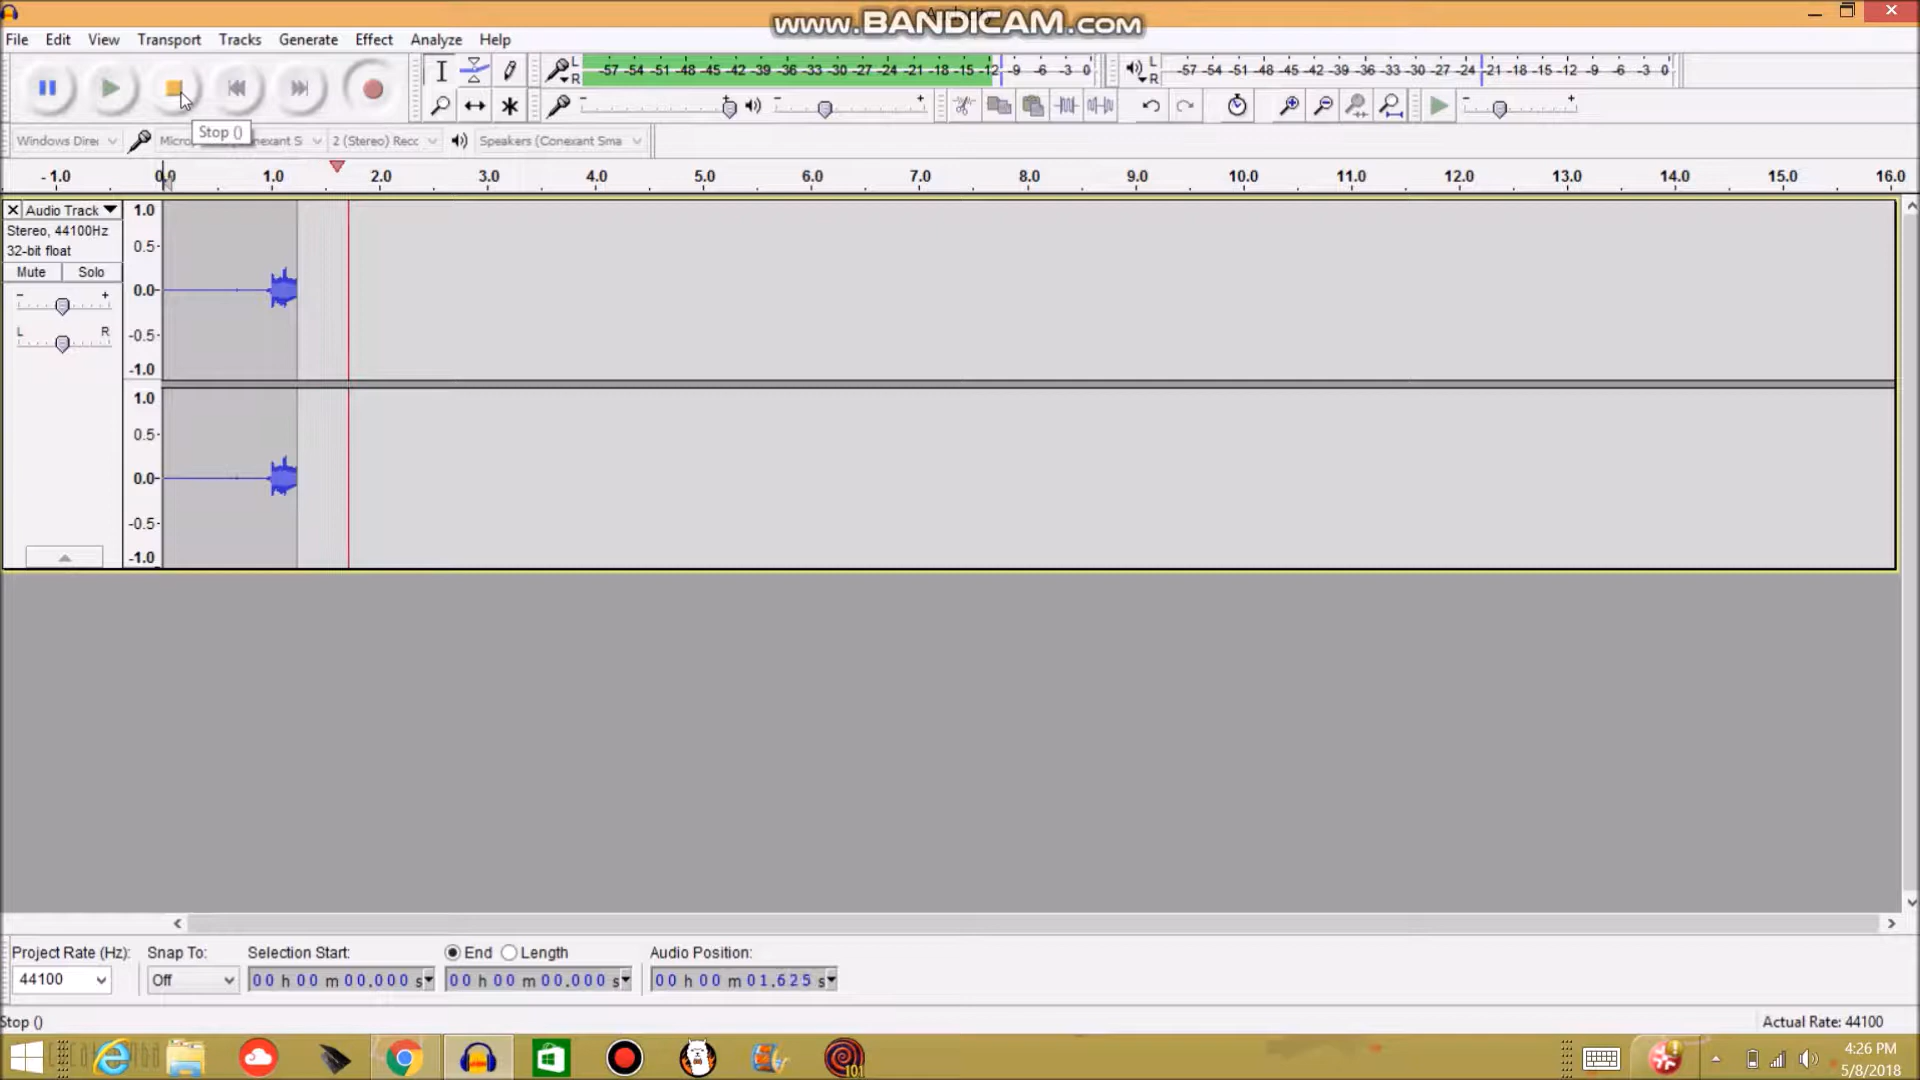 www.BANDICAM.com
File Edit View Transport Tracks Generate Effect Analyze Help
L R -57 -54 -51 -48 -45 -42 -39 -36 -33 -30 -27 -24 -21 -18 -15 -12 -9 -6 -3 0
L R -57 -54 -51 -48 -45 -42 -39 -36 -33 -30 -27 -24 -21 -18 -15 -12 -9 -6 -3 0
Stop ()
Windows Dire 2 (Stereo) Recc Speakers (Conexant Sma
-1.0 0.0 1.0 2.0 3.0 4.0 5.0 6.0 7.0 8.0 9.0 10.0 11.0 12.0 13.0 14.0 15.0 16.0
Audio Track 1.0
Stereo, 44100Hz
32-bit float 0.5-
Mute Solo
- + 0.0-
L R -0.5-
-1.0
1.0
0.5-
0.0-
-0.5-
-1.0
Project Rate (Hz): Snap To: Selection Start: End Length Audio Position:
44100 Off 00 h 00 m 00.000 s 00 h 00 m 00.000 s 00 h 00 m 01.625 s
Stop () Actual Rate: 44100
101
4:26 PM
5/8/2018